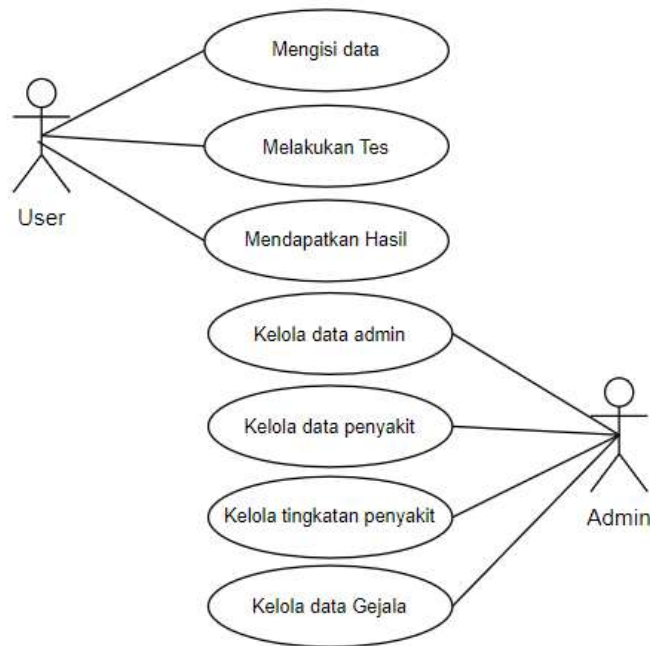 Mengisi data
Melakukan Tes
User
Mendapatkan Hasil
Kelola data admin
Kelola data penyakit
Kelola tingkatan penyakit
Admin
Kelola data Gejala